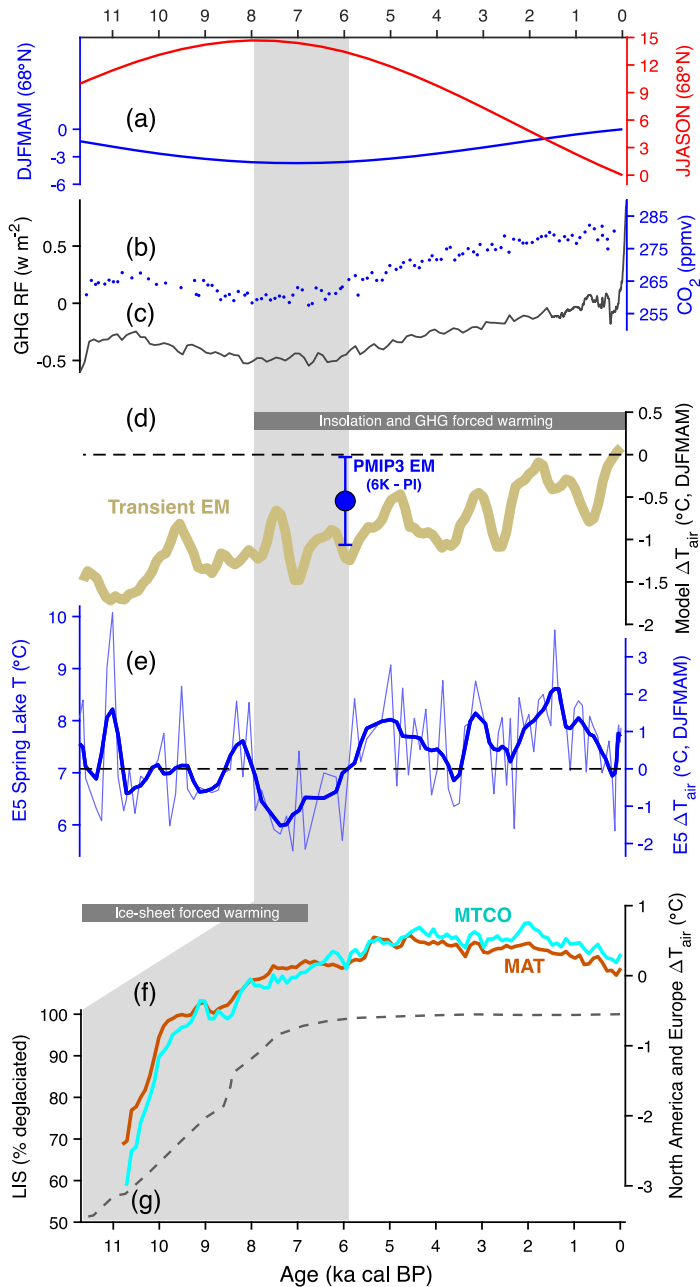 11 10 9 8 7 6 5 4 3 2 1 0
DJFMAM (68°N)
0
-3
-6
(a)
15
12
9
6
3
0
JJASON (68°N)
GHG RF (w m-2)
0.5
0
-0.5
(b)
(c)
285
275
265
255
CO2 (ppmv)
(d)
Insolation and GHG forced warming
PMIP3 EM
(6K - PI)
Transient EM
0.5
0
-0.5
-1
-1.5
-2
Model ΔTair (°C, DJFMAM)
E5 Spring Lake T (°C)
10
9
8
7
6
(e)
3
2
1
0
-1
-2
E5 ΔTair (°C, DJFMAM)
Ice-sheet forced warming
MTCO
MAT
(f)
1
0
-1
-2
-3
North America and Europe ΔTair (°C)
LIS (% deglaciated)
100
90
80
70
60
50
(g)
11 10 9 8 7 6 5 4 3 2 1 0
Age (ka cal BP)